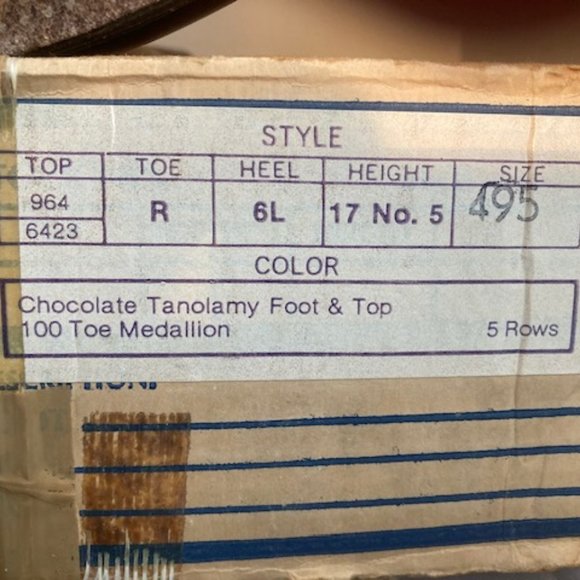 STYLE
TOP TOE HEEL HEIGHT SIZE
964
6423 R 6L 17 No. 5 495
COLOR
Chocolate Tanolamy Foot & Top
100 Toe Medallion 5 Rows